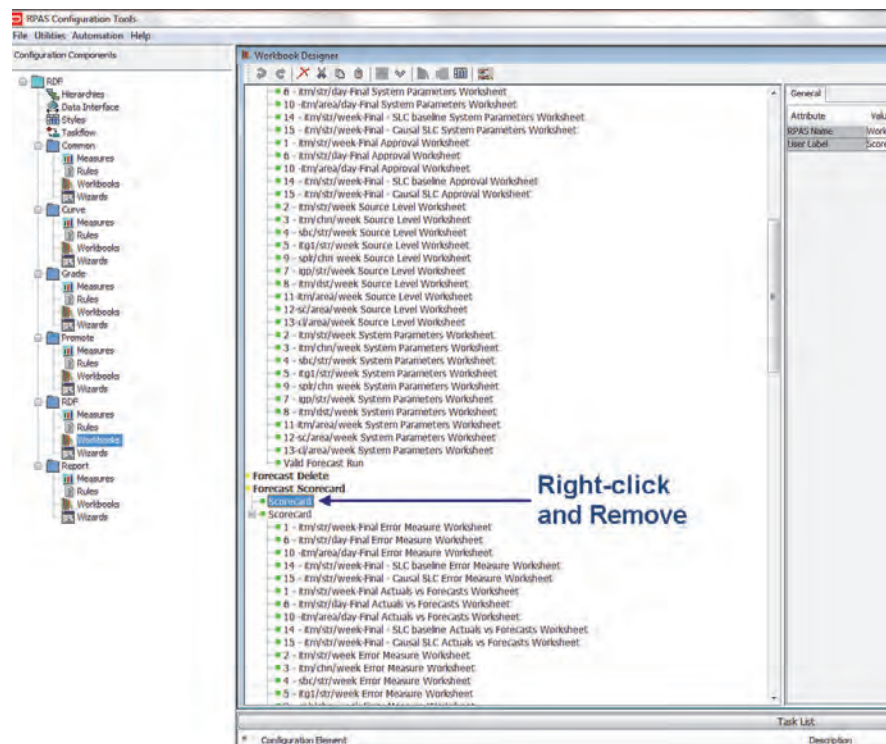 RPAS Configuration Tools
File Utilities Automation Help
Configuration Components
RDF
Hierarchies
Data Interface
Styles
Taskflow
Common
Measures
Rules
Workbooks
Wizards
Curve
Measures
Rules
Workbooks
Wizards
Grade
Measures
Rules
Workbooks
Wizards
Promote
Measures
Rules
Workbooks
Wizards
RDF
Measures
Rules
Workbooks
Wizards
Report
Measures
Rules
Workbooks
Wizards
Workbook Designer
6 - itm/str/day-Final System Parameters Worksheet
10 -itm/area/day-Final System Parameters Worksheet
14 - itm/str/week-Final - SLC baseline System Parameters Worksheet
15 - itm/str/week-Final - Causal SLC System Parameters Worksheet
1 - itm/str/week-Final Approval Worksheet
6 - itm/str/day-Final Approval Worksheet
10 -itm/area/day-Final Approval Worksheet
14 - itm/str/week-Final - SLC baseline Approval Worksheet
15 - itm/str/week-Final - Causal SLC Approval Worksheet
2 - itm/str/week Source Level Worksheet
3 - itm/chn/week Source Level Worksheet
4 - sbc/str/week Source Level Worksheet
5 - itg1/str/week Source Level Worksheet
9 - splr/chn week Source Level Worksheet
7 - igp/str/week Source Level Worksheet
8 - itm/dst/week Source Level Worksheet
11-itm/area/week Source Level Worksheet
12-sc/area/week Source Level Worksheet
13-cl/area/week Source Level Worksheet
2 - itm/str/week System Parameters Worksheet
3 - itm/chn/week System Parameters Worksheet
4 - sbc/str/week System Parameters Worksheet
5 - itg1/str/week System Parameters Worksheet
9 - splr/chn week System Parameters Worksheet
7 - igp/str/week System Parameters Worksheet
8 - itm/dst/week System Parameters Worksheet
11-itm/area/week System Parameters Worksheet
12-sc/area/week System Parameters Worksheet
13-cl/area/week System Parameters Worksheet
Valid Forecast Run
Forecast Delete
Forecast Scorecard
Scorecard
Scorecard
1 - itm/str/week-Final Error Measure Worksheet
6 - itm/str/day-Final Error Measure Worksheet
10 -itm/area/day-Final Error Measure Worksheet
14 - itm/str/week-Final - SLC baseline Error Measure Worksheet
15 - itm/str/week-Final - Causal SLC Error Measure Worksheet
1 - itm/str/week-Final Actuals vs Forecasts Worksheet
6 - itm/str/day-Final Actuals vs Forecasts Worksheet
10 -itm/area/day-Final Actuals vs Forecasts Worksheet
14 - itm/str/week-Final - SLC baseline Actuals vs Forecasts Worksheet
15 - itm/str/week-Final - Causal SLC Actuals vs Forecasts Worksheet
2 - itm/str/week Error Measure Worksheet
3 - itm/chn/week Error Measure Worksheet
4 - sbc/str/week Error Measure Worksheet
5 - itg1/str/week Error Measure Worksheet
Right-click
and Remove
General
Attribute Valu
RPAS Name Work
User Label Score
Task List
* Configuration Element Description